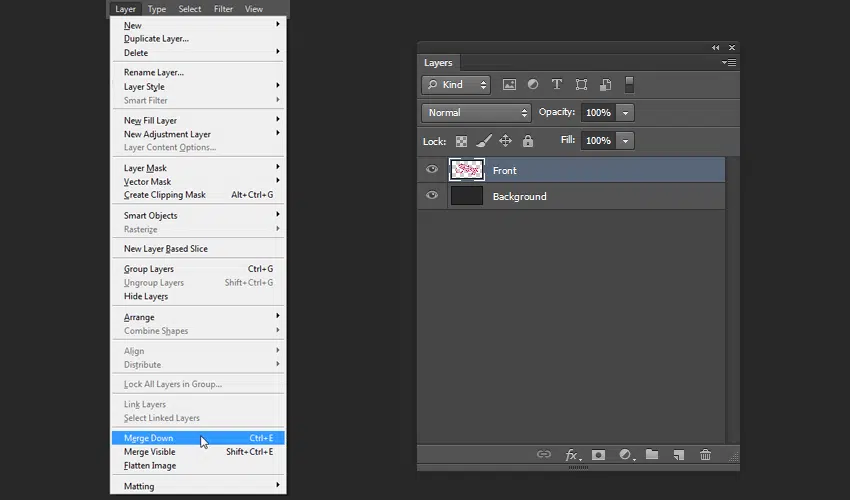 Layer Type Select Filter View
New
Duplicate Layer...
Delete
Rename Layer...
Layer Style
Smart Filter
New Fill Layer
New Adjustment Layer
Layer Content Options...
Layer Mask
Vector Mask
Create Clipping Mask Alt+Ctrl+G
Smart Objects
Rasterize
New Layer Based Slice
Group Layers Ctrl+G
Ungroup Layers Shift+Ctrl+G
Hide Layers
Arrange
Combine Shapes
Align
Distribute
Lock All Layers in Group...
Link Layers
Select Linked Layers
Merge Down Ctrl+E
Merge Visible Shift+Ctrl+E
Flatten Image
Matting
Layers
Kind
Normal Opacity: 100%
Lock: Fill: 100%
Front
Background
fx